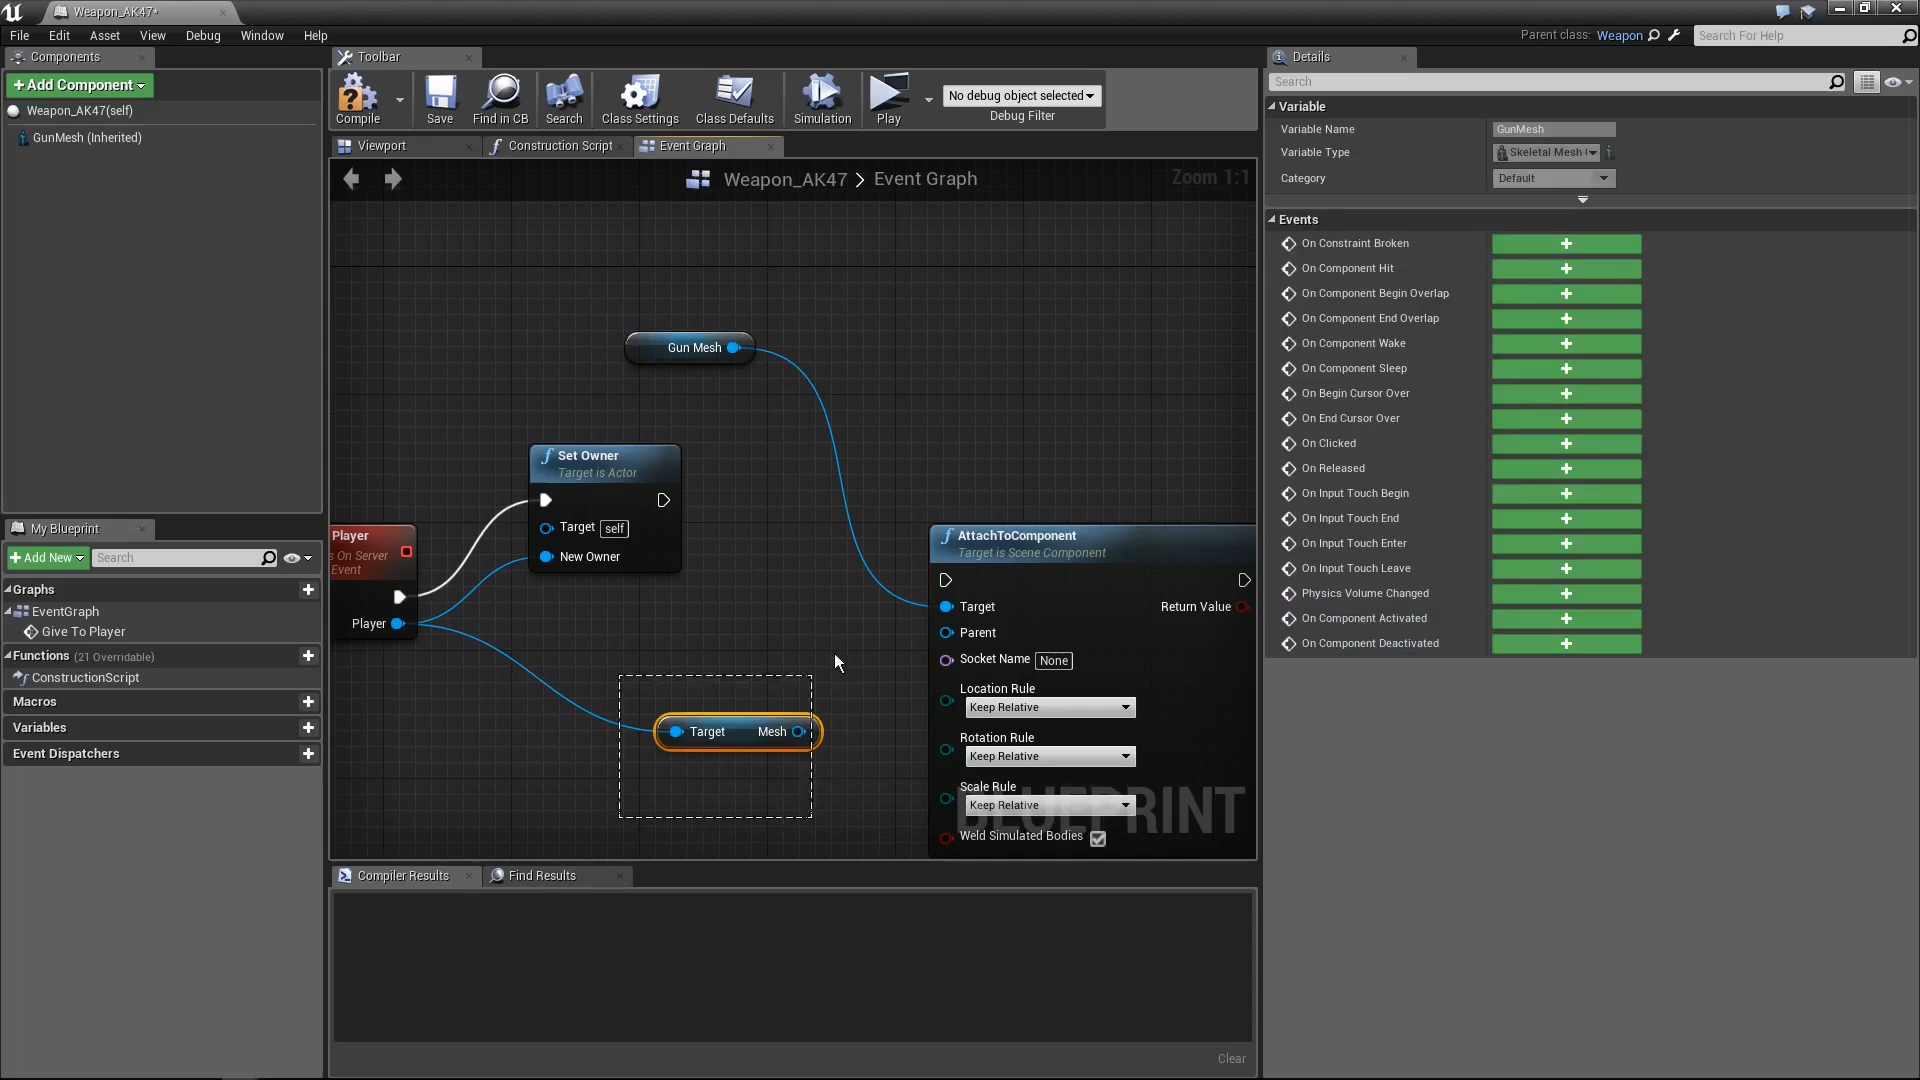 Weapon_AK47*
File Edit Asset View Debug Window Help
Parent class: Weapon
Search For Help
Components
+Add Component
Weapon_AK47(self)
GunMesh (Inherited)
My Blueprint
+Add New
Search
Graphs
EventGraph
Give To Player
Functions (21 Overridable)
ConstructionScript
Macros
Variables
Event Dispatchers
Toolbar
Compile
Save
Find in CB
Search
Class Settings
Class Defaults
Simulation
Play
No debug object selected
Debug Filter
Viewport
Construction Script
Event Graph
Weapon_AK47 > Event Graph
Zoom 1:1
Gun Mesh
Set Owner
Target is Actor
Target self
New Owner
Player
s On Server
Event
Player
Target Mesh
AttachToComponent
Target is Scene Component
Target
Return Value
Parent
Socket Name None
Location Rule
Keep Relative
Rotation Rule
Keep Relative
Scale Rule
Keep Relative
Weld Simulated Bodies
BLUEPRINT
Compiler Results
Find Results
Clear
Details
Search
Variable
Variable Name GunMesh
Variable Type Skeletal Mesh
Category Default
Events
On Constraint Broken
On Component Hit
On Component Begin Overlap
On Component End Overlap
On Component Wake
On Component Sleep
On Begin Cursor Over
On End Cursor Over
On Clicked
On Released
On Input Touch Begin
On Input Touch End
On Input Touch Enter
On Input Touch Leave
Physics Volume Changed
On Component Activated
On Component Deactivated